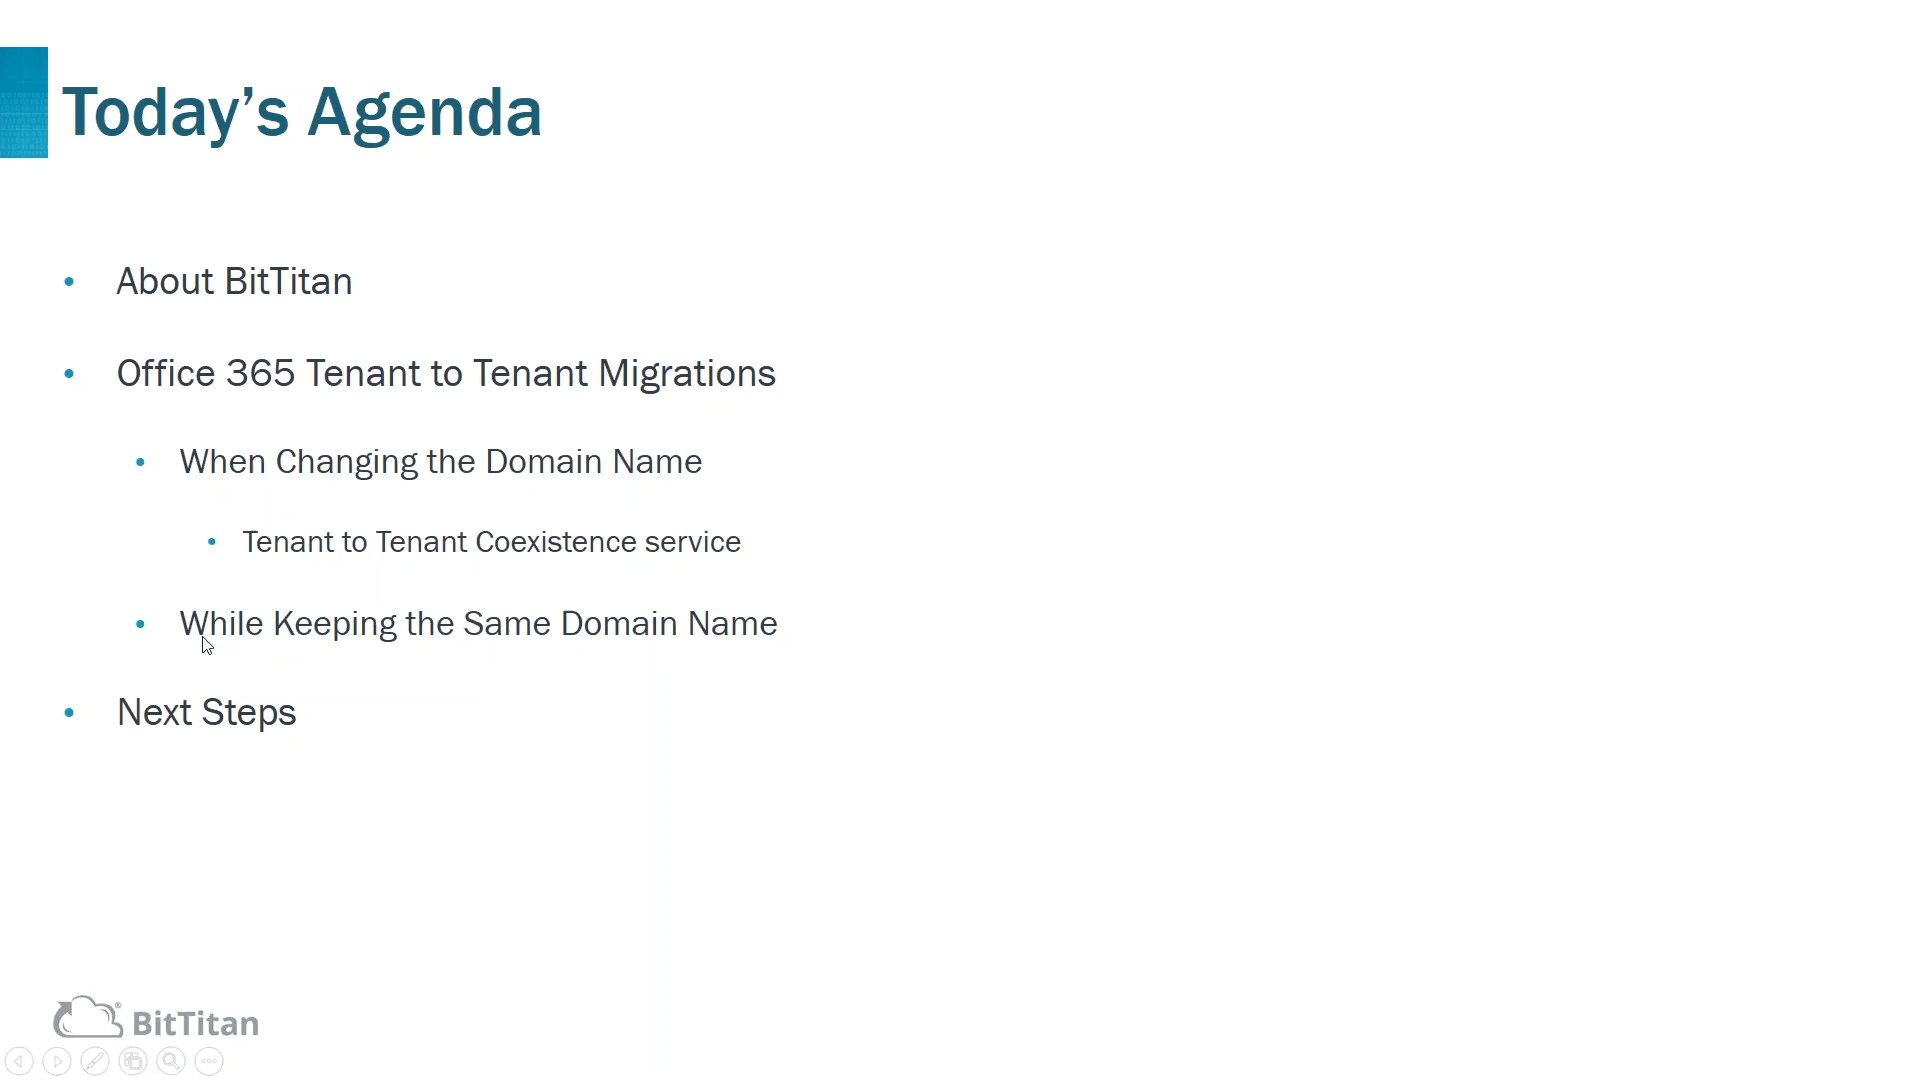 Today’s Agenda
• About BitTitan
• Office 365 Tenant to Tenant Migrations
• When Changing the Domain Name
• Tenant to Tenant Coexistence service
• While Keeping the Same Domain Name
• Next Steps
BitTitan